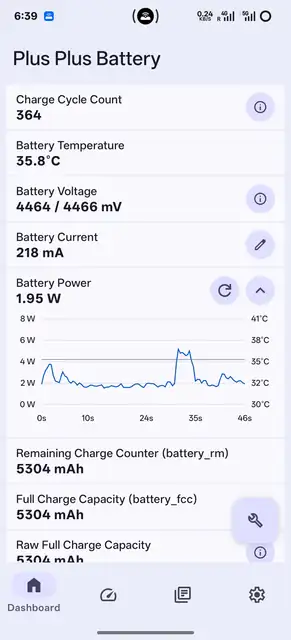 6:39
0.24 KB/S R 4G 5G
Plus Plus Battery
Charge Cycle Count
364
Battery Temperature
35.8°C
Battery Voltage
4464 / 4466 mV
Battery Current
218 mA
Battery Power
1.95 W
8 W 41°C
6 W 38°C
4 W 35°C
2 W 32°C
0 W 30°C
0s 10s 24s 35s 46s
Remaining Charge Counter (battery_rm)
5304 mAh
Full Charge Capacity (battery_fcc)
5304 mAh
Raw Full Charge Capacity
5304 mAh
Dashboard